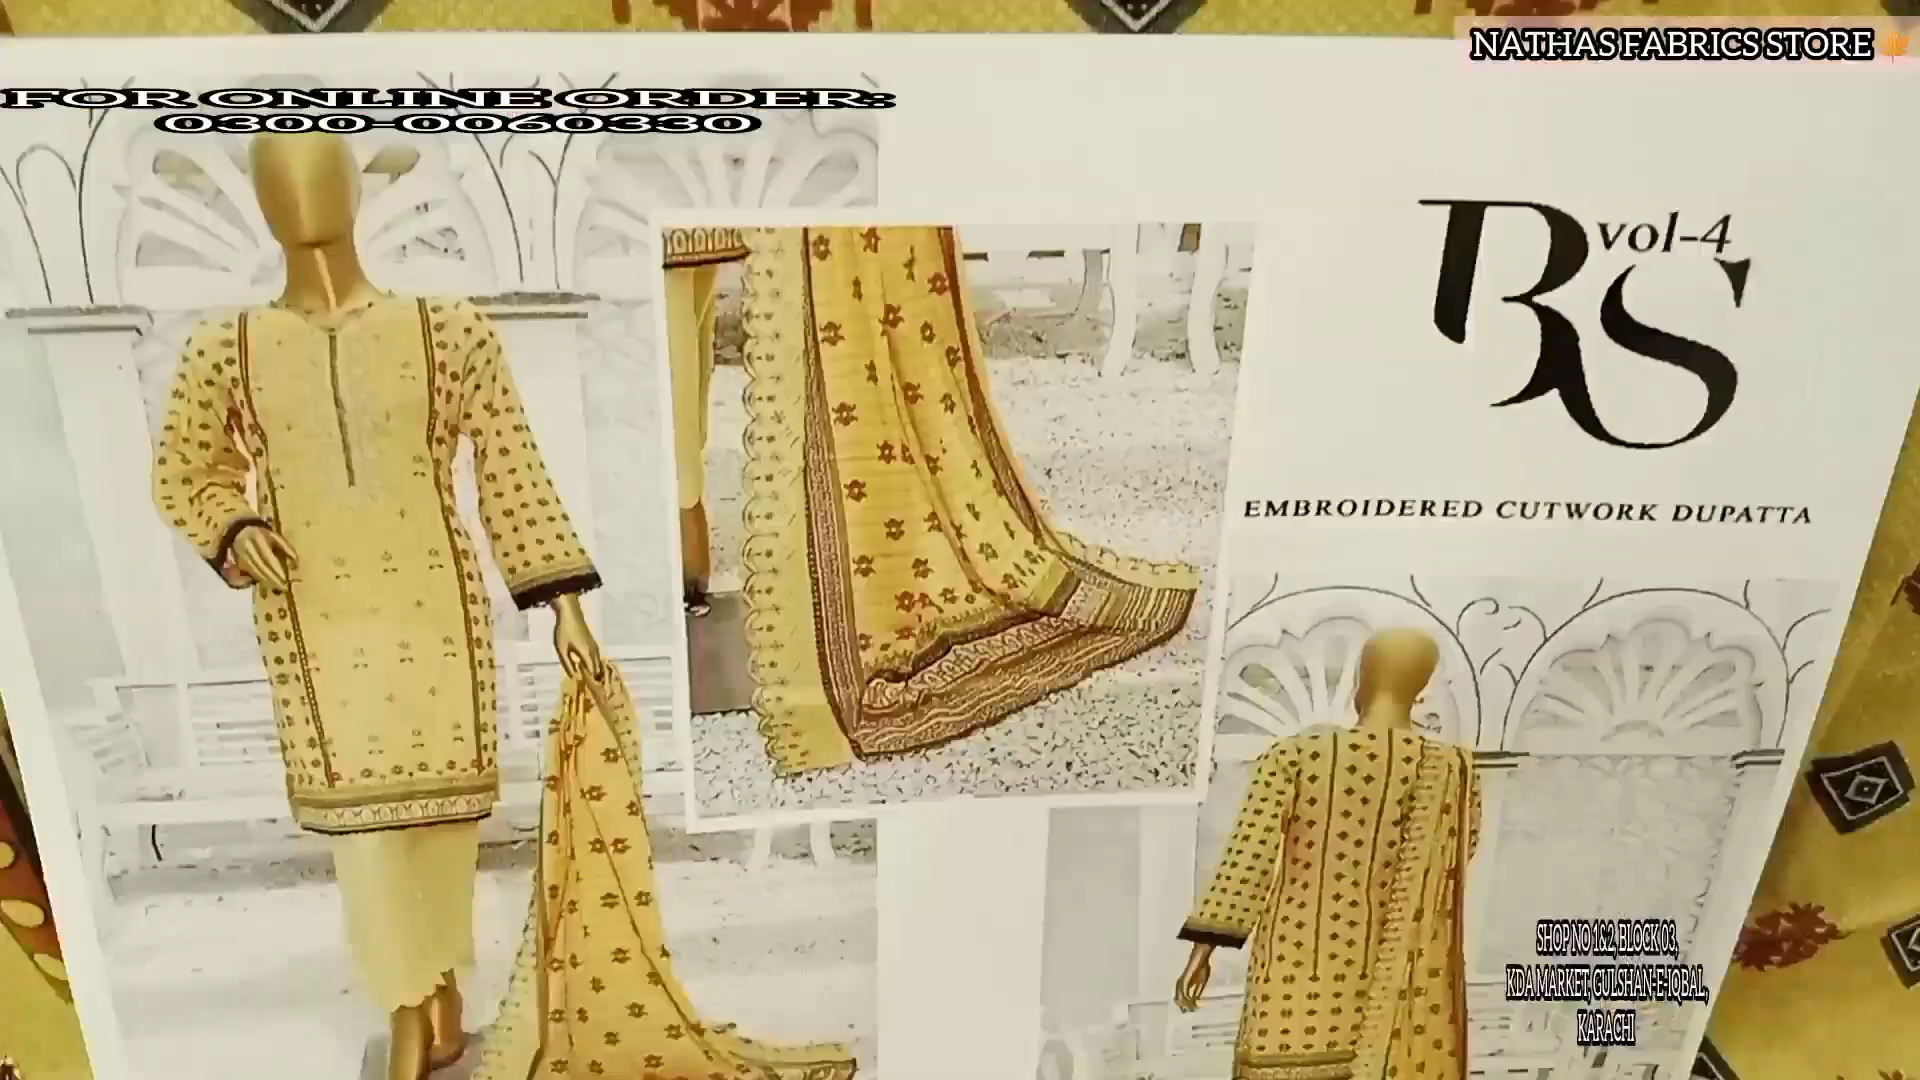 NATHAS FABRICS STORE
FOR ONLINE ORDER:
0300-0060330
vol-4
RS
EMBROIDERED CUTWORK DUPATTA
SHOP NO 1&2, BLOCK 03,
KDA MARKET, GULSHAN-E-IQBAL,
KARACHI